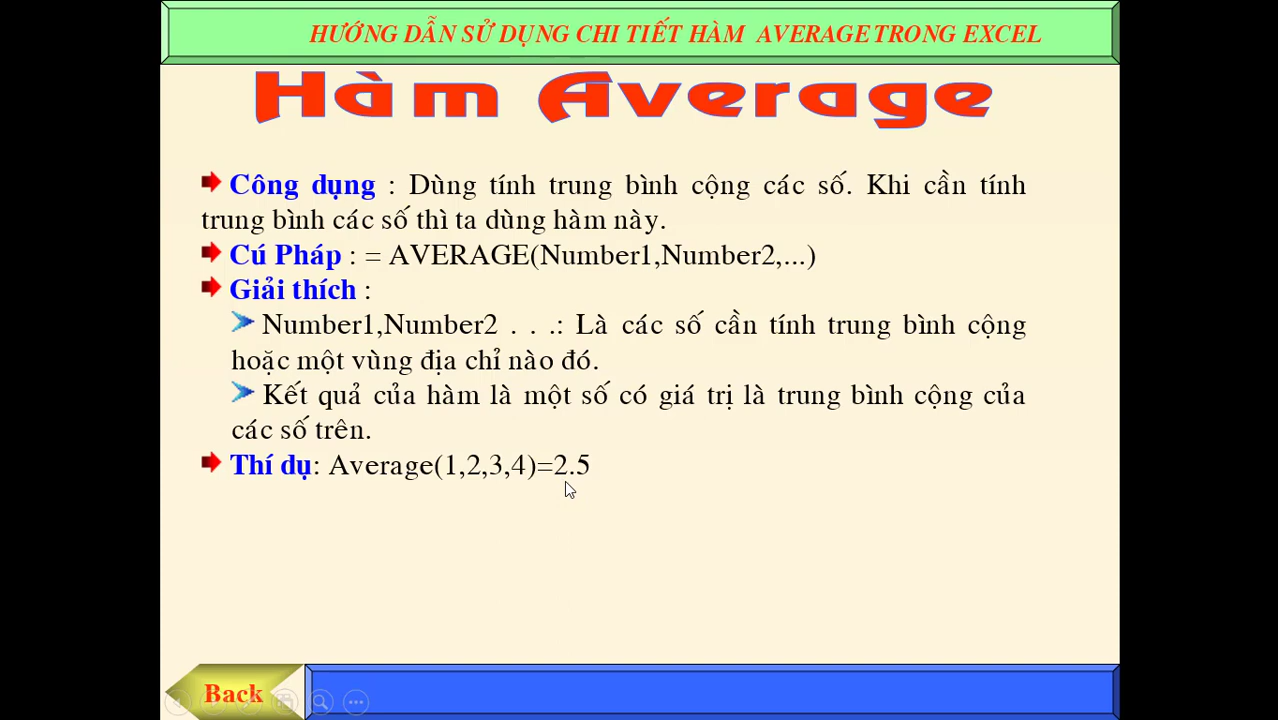 HƯỚNG DẪN SỬ DỤNG CHI TIẾT HÀM AVERAGE TRONG EXCEL
Hàm Average
Công dụng : Dùng tính trung bình cộng các số. Khi cần tính
trung bình các số thì ta dùng hàm này.
Cú Pháp : = AVERAGE(Number1,Number2,...)
Giải thích :
Number1,Number2 . . .: Là các số cần tính trung bình cộng
hoặc một vùng địa chỉ nào đó.
Kết quả của hàm là một số có giá trị là trung bình cộng của
các số trên.
Thí dụ: Average(1,2,3,4)=2.5
Back